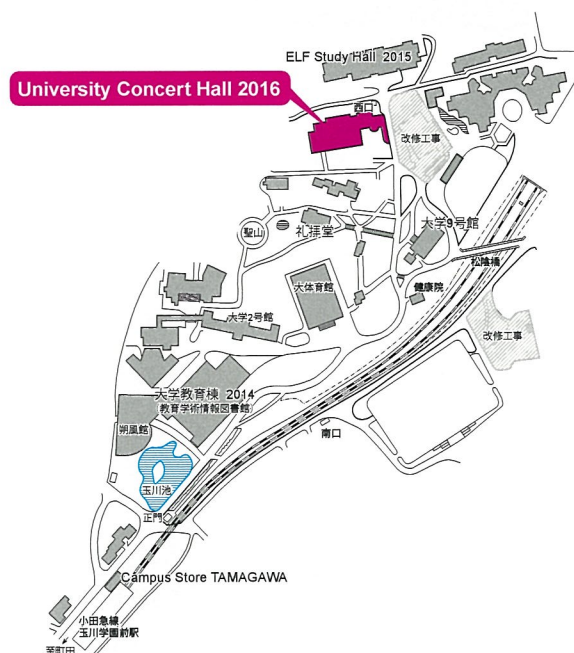 ELF Study Hall 2015
University Concert Hall 2016
西口
改修工事
大学9号館
聖山
礼拝堂
松陰橋
大体育館
健康院
大学2号館
改修工事
大学教育棟 2014
(教育学術情報図書館)
朔風館
南口
玉川池
正門
Campus Store TAMAGAWA
小田急線
玉川学園前駅
至町田